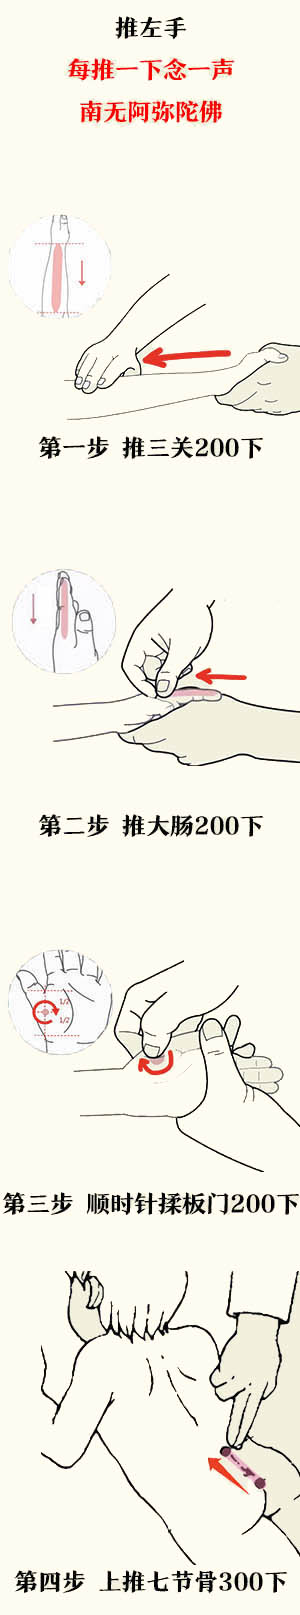 推左手
每推一下念一声
南无阿弥陀佛
第一步 推三关200下
第二步 推大肠200下
1/2
1/2
第三步 顺时针揉板门200下
第四步 上推七节骨300下